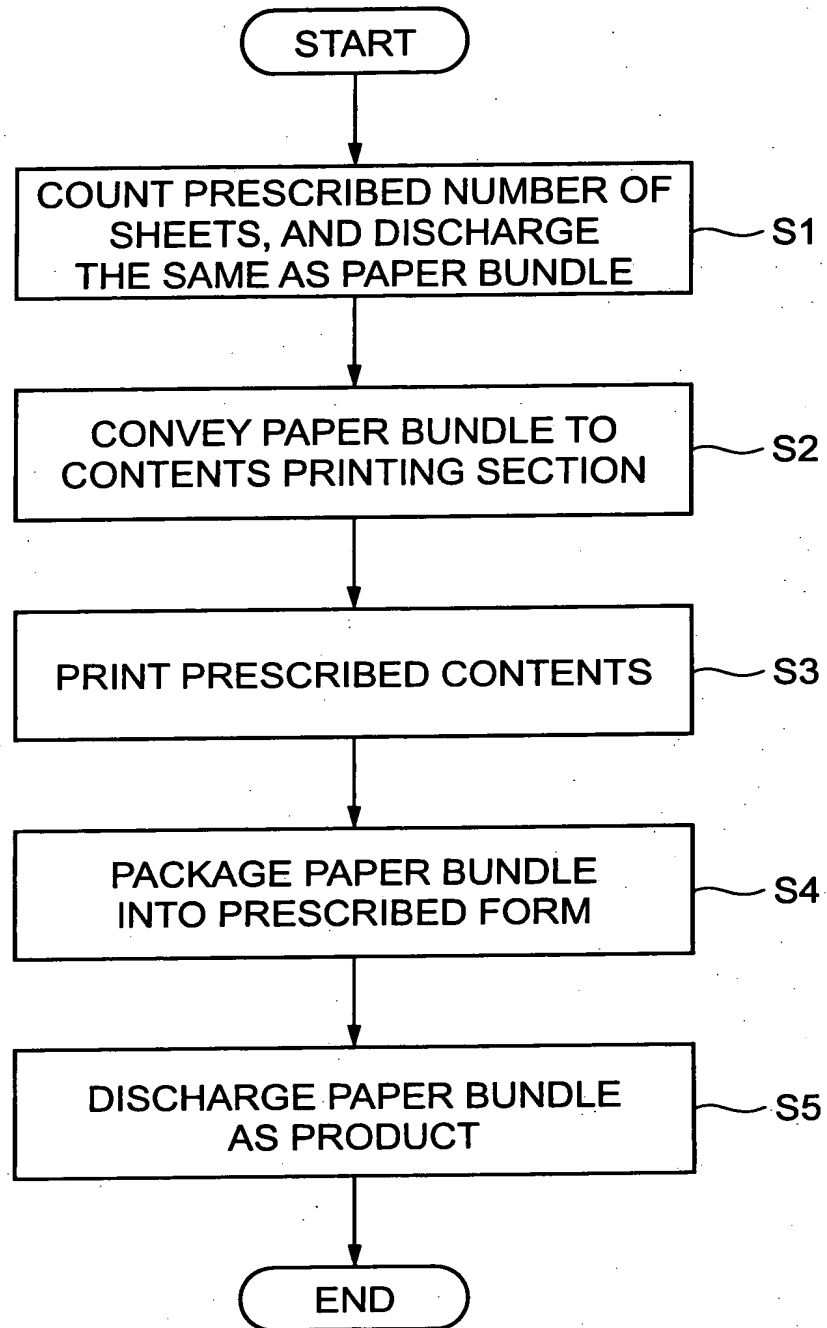 START
COUNT PRESCRIBED NUMBER OF
SHEETS, AND DISCHARGE
THE SAME AS PAPER BUNDLE
S1
CONVEY PAPER BUNDLE TO
CONTENTS PRINTING SECTION
S2
PRINT PRESCRIBED CONTENTS
S3
PACKAGE PAPER BUNDLE
INTO PRESCRIBED FORM
S4
DISCHARGE PAPER BUNDLE
AS PRODUCT
S5
END